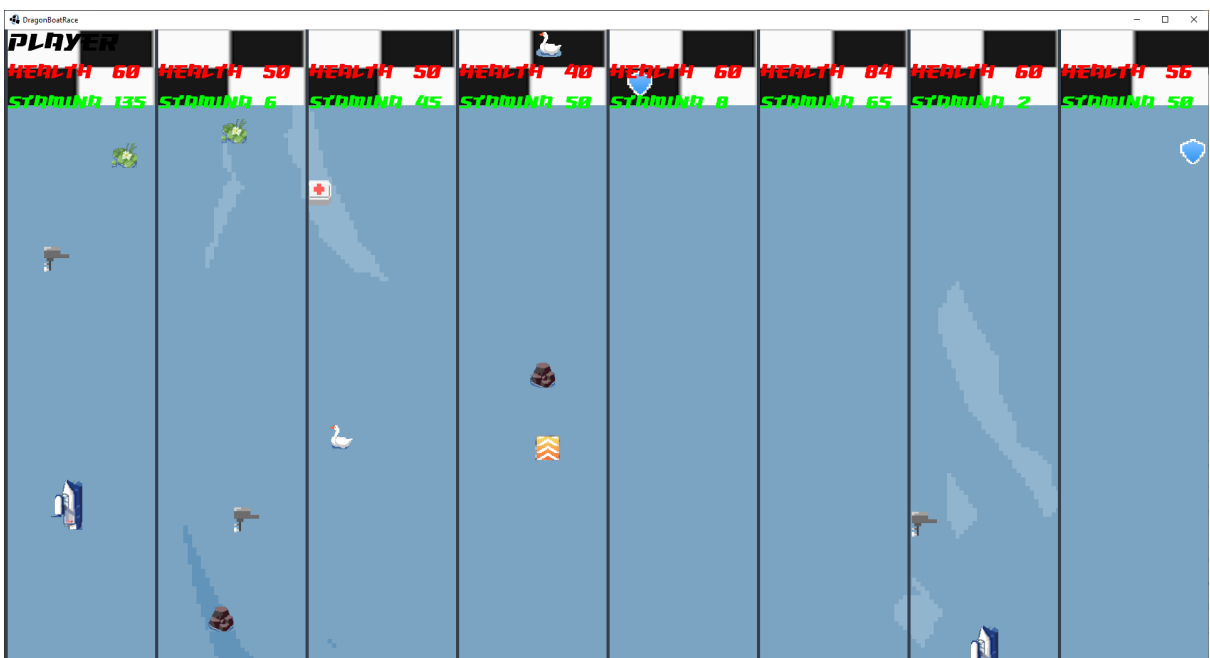 DragonBoatRace
PLAYER
HEALTH 60 HEALTH 50 HEALTH 50 HEALTH 40 HEALTH 60 HEALTH 84 HEALTH 60 HEALTH 56
STAMINA 135 STAMINA 6 STAMINA 45 STAMINA 50 STAMINA 8 STAMINA 65 STAMINA 2 STAMINA 50